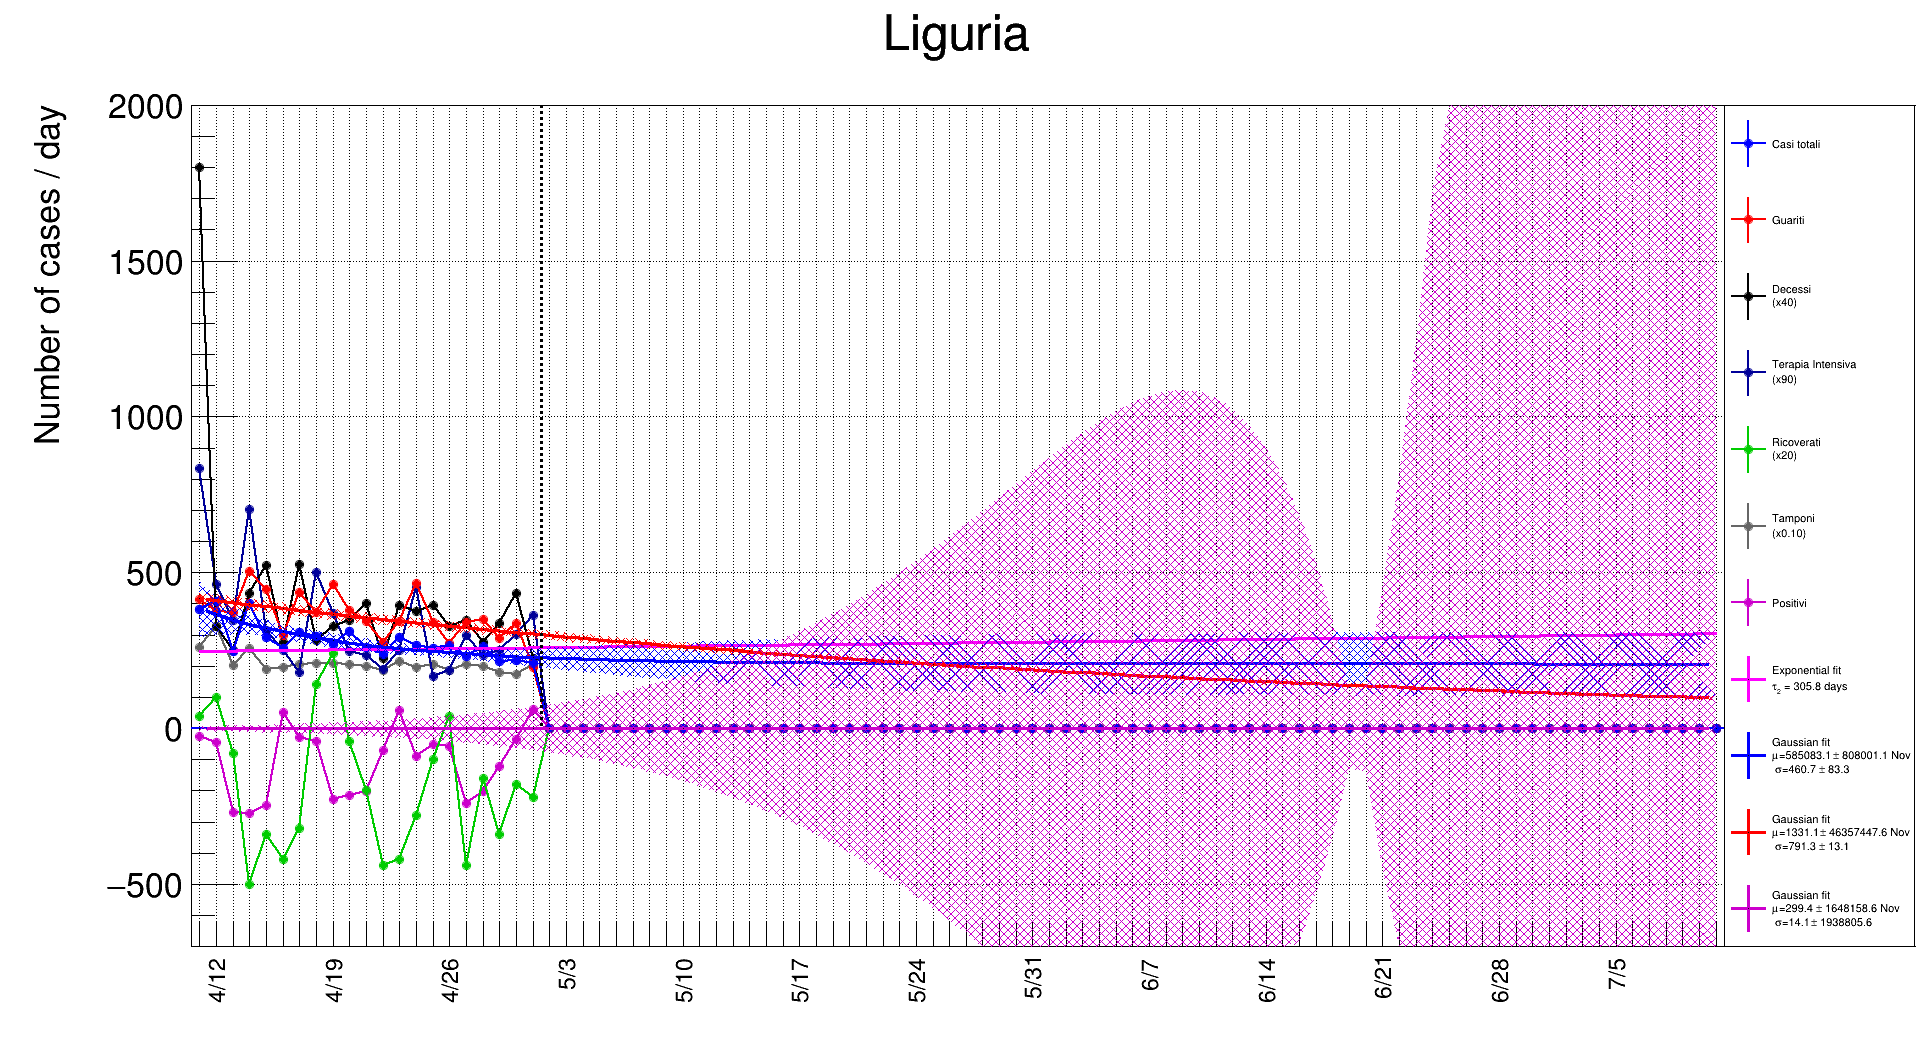 Liguria
Number of cases / day
2000
1500
1000
500
0
−500
4/12
4/19
4/26
5/3
5/10
5/17
5/24
5/31
6/7
6/14
6/21
6/28
7/5
Casi totali
Guariti
Decessi
(x40)
Terapia Intensiva
(x90)
Ricoverati
(x20)
Tamponi
(x0.10)
Positivi
Exponential fit
τ₂ = 305.8 days
Gaussian fit
μ=585083.1± 808001.1 Nov
σ=460.7± 83.3
Gaussian fit
μ=1331.1± 46357447.6 Nov
σ=791.3± 13.1
Gaussian fit
μ=299.4± 1648158.6 Nov
σ=14.1± 1938805.6